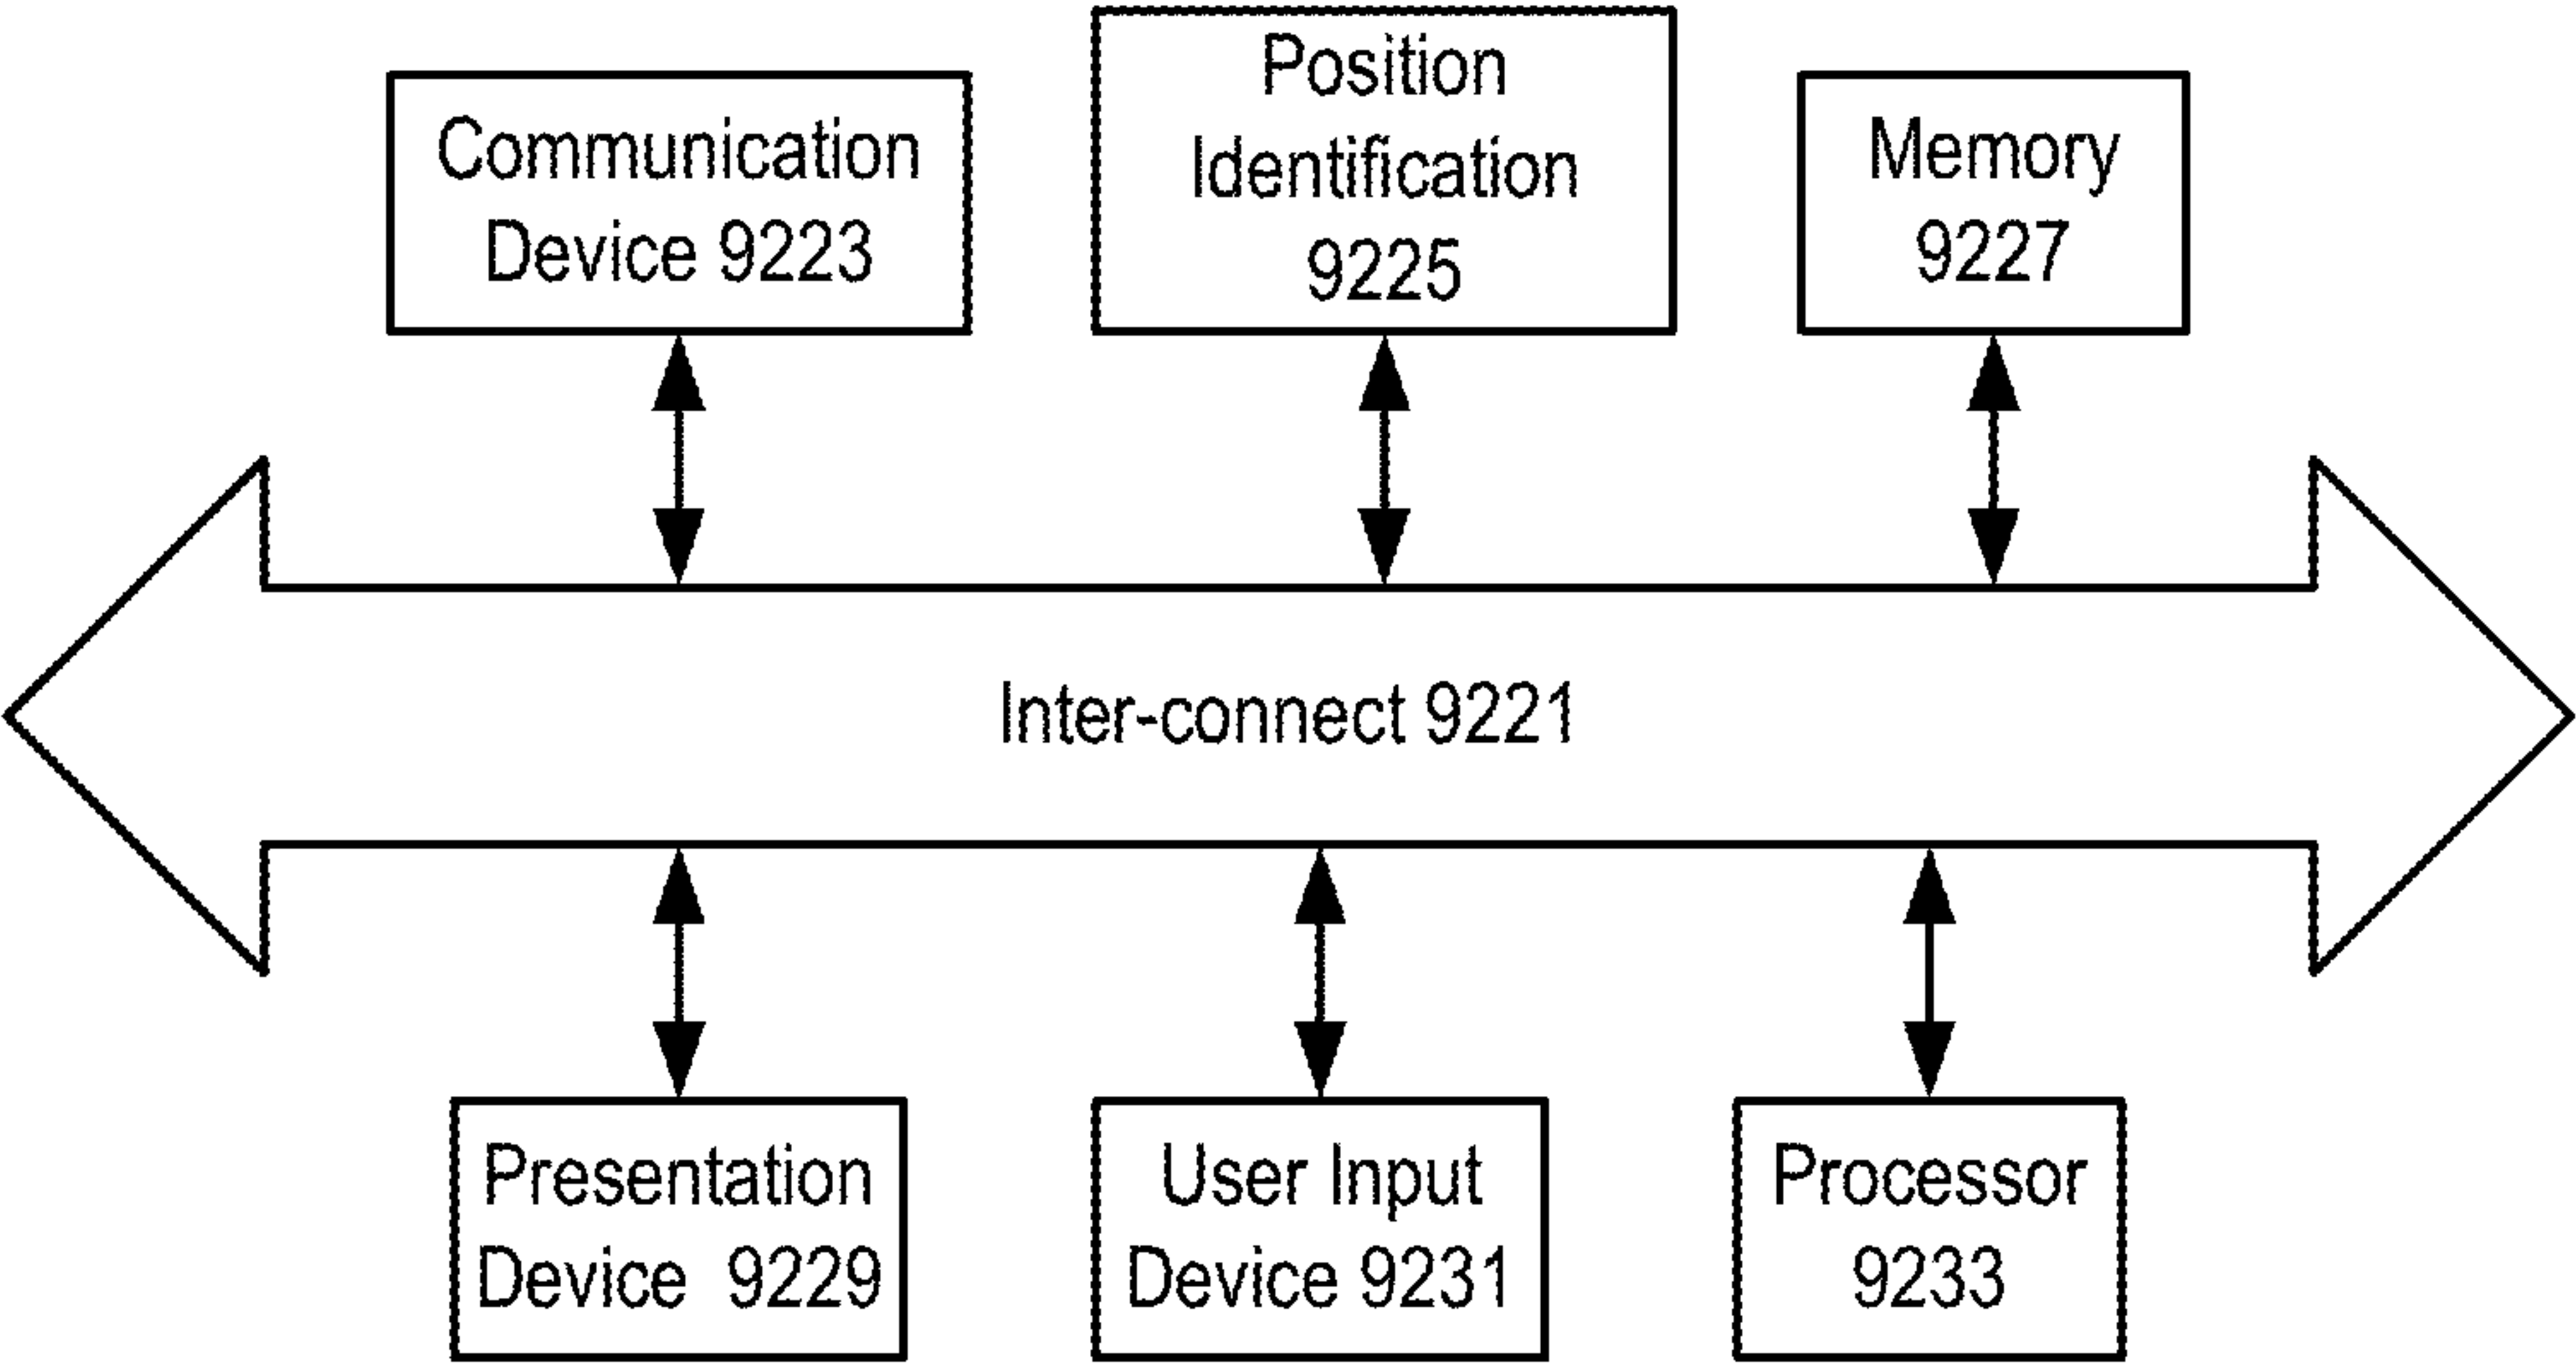 Communication
Device 9223
Position
Identification
9225
Memory
9227
Inter-connect 9221
Presentation
Device 9229
User Input
Device 9231
Processor
9233